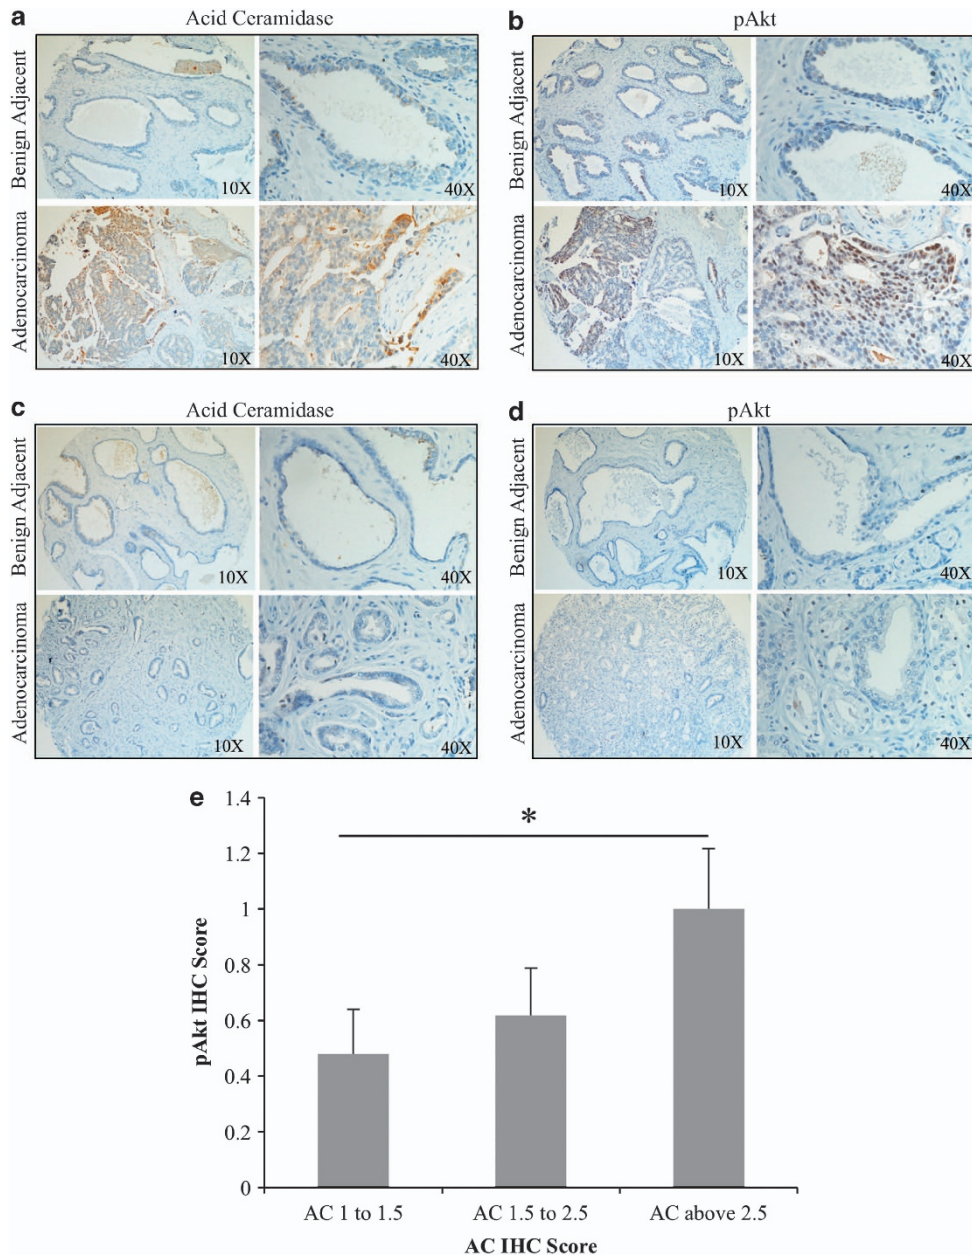 a Acid Ceramidase
Benign Adjacent
10X
40X
Adenocarcinoma
10X
40X
b pAkt
Benign Adjacent
10X
40X
Adenocarcinoma
10X
40X
c Acid Ceramidase
Benign Adjacent
10X
40X
Adenocarcinoma
10X
40X
d pAkt
Benign Adjacent
10X
40X
Adenocarcinoma
10X
40X
e
pAkt IHC Score
1.4
1.2
1
0.8
0.6
0.4
0.2
0
*
AC 1 to 1.5
AC 1.5 to 2.5
AC above 2.5
AC IHC Score